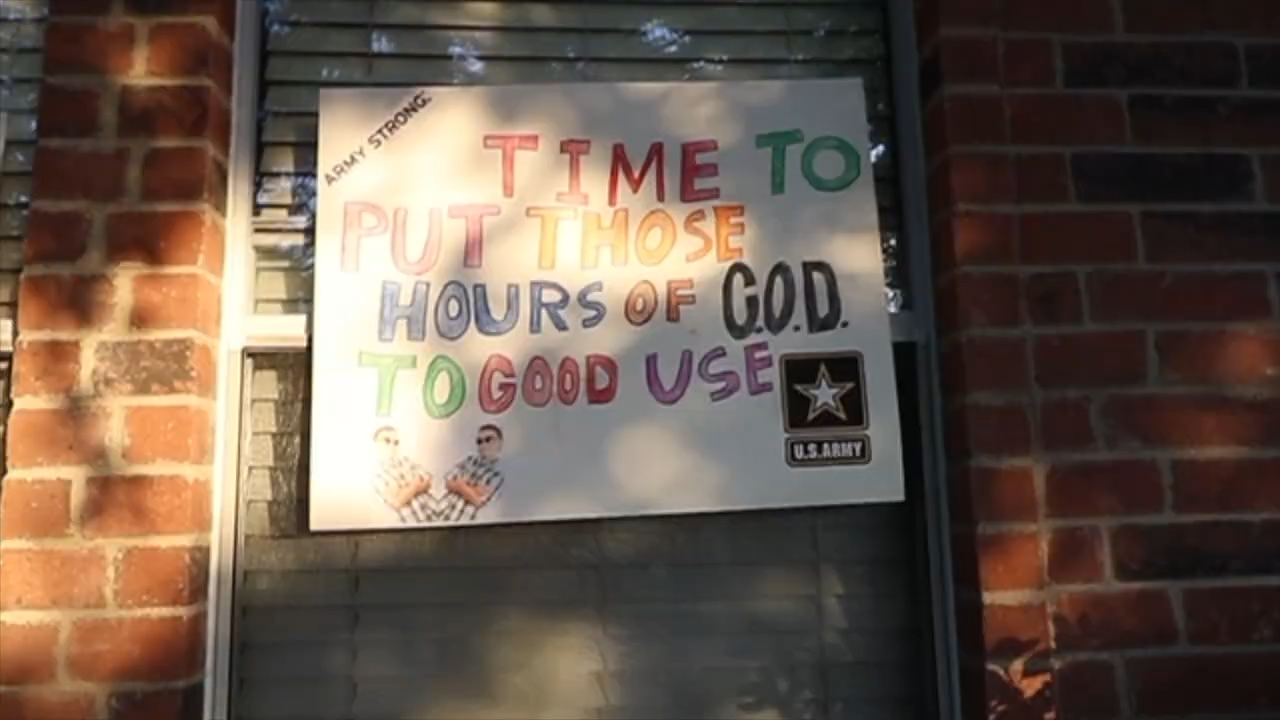 ARMY STRONG.
TIME TO
PUT THOSE
HOURS OF C.O.D.
TO GOOD USE
U.S.ARMY